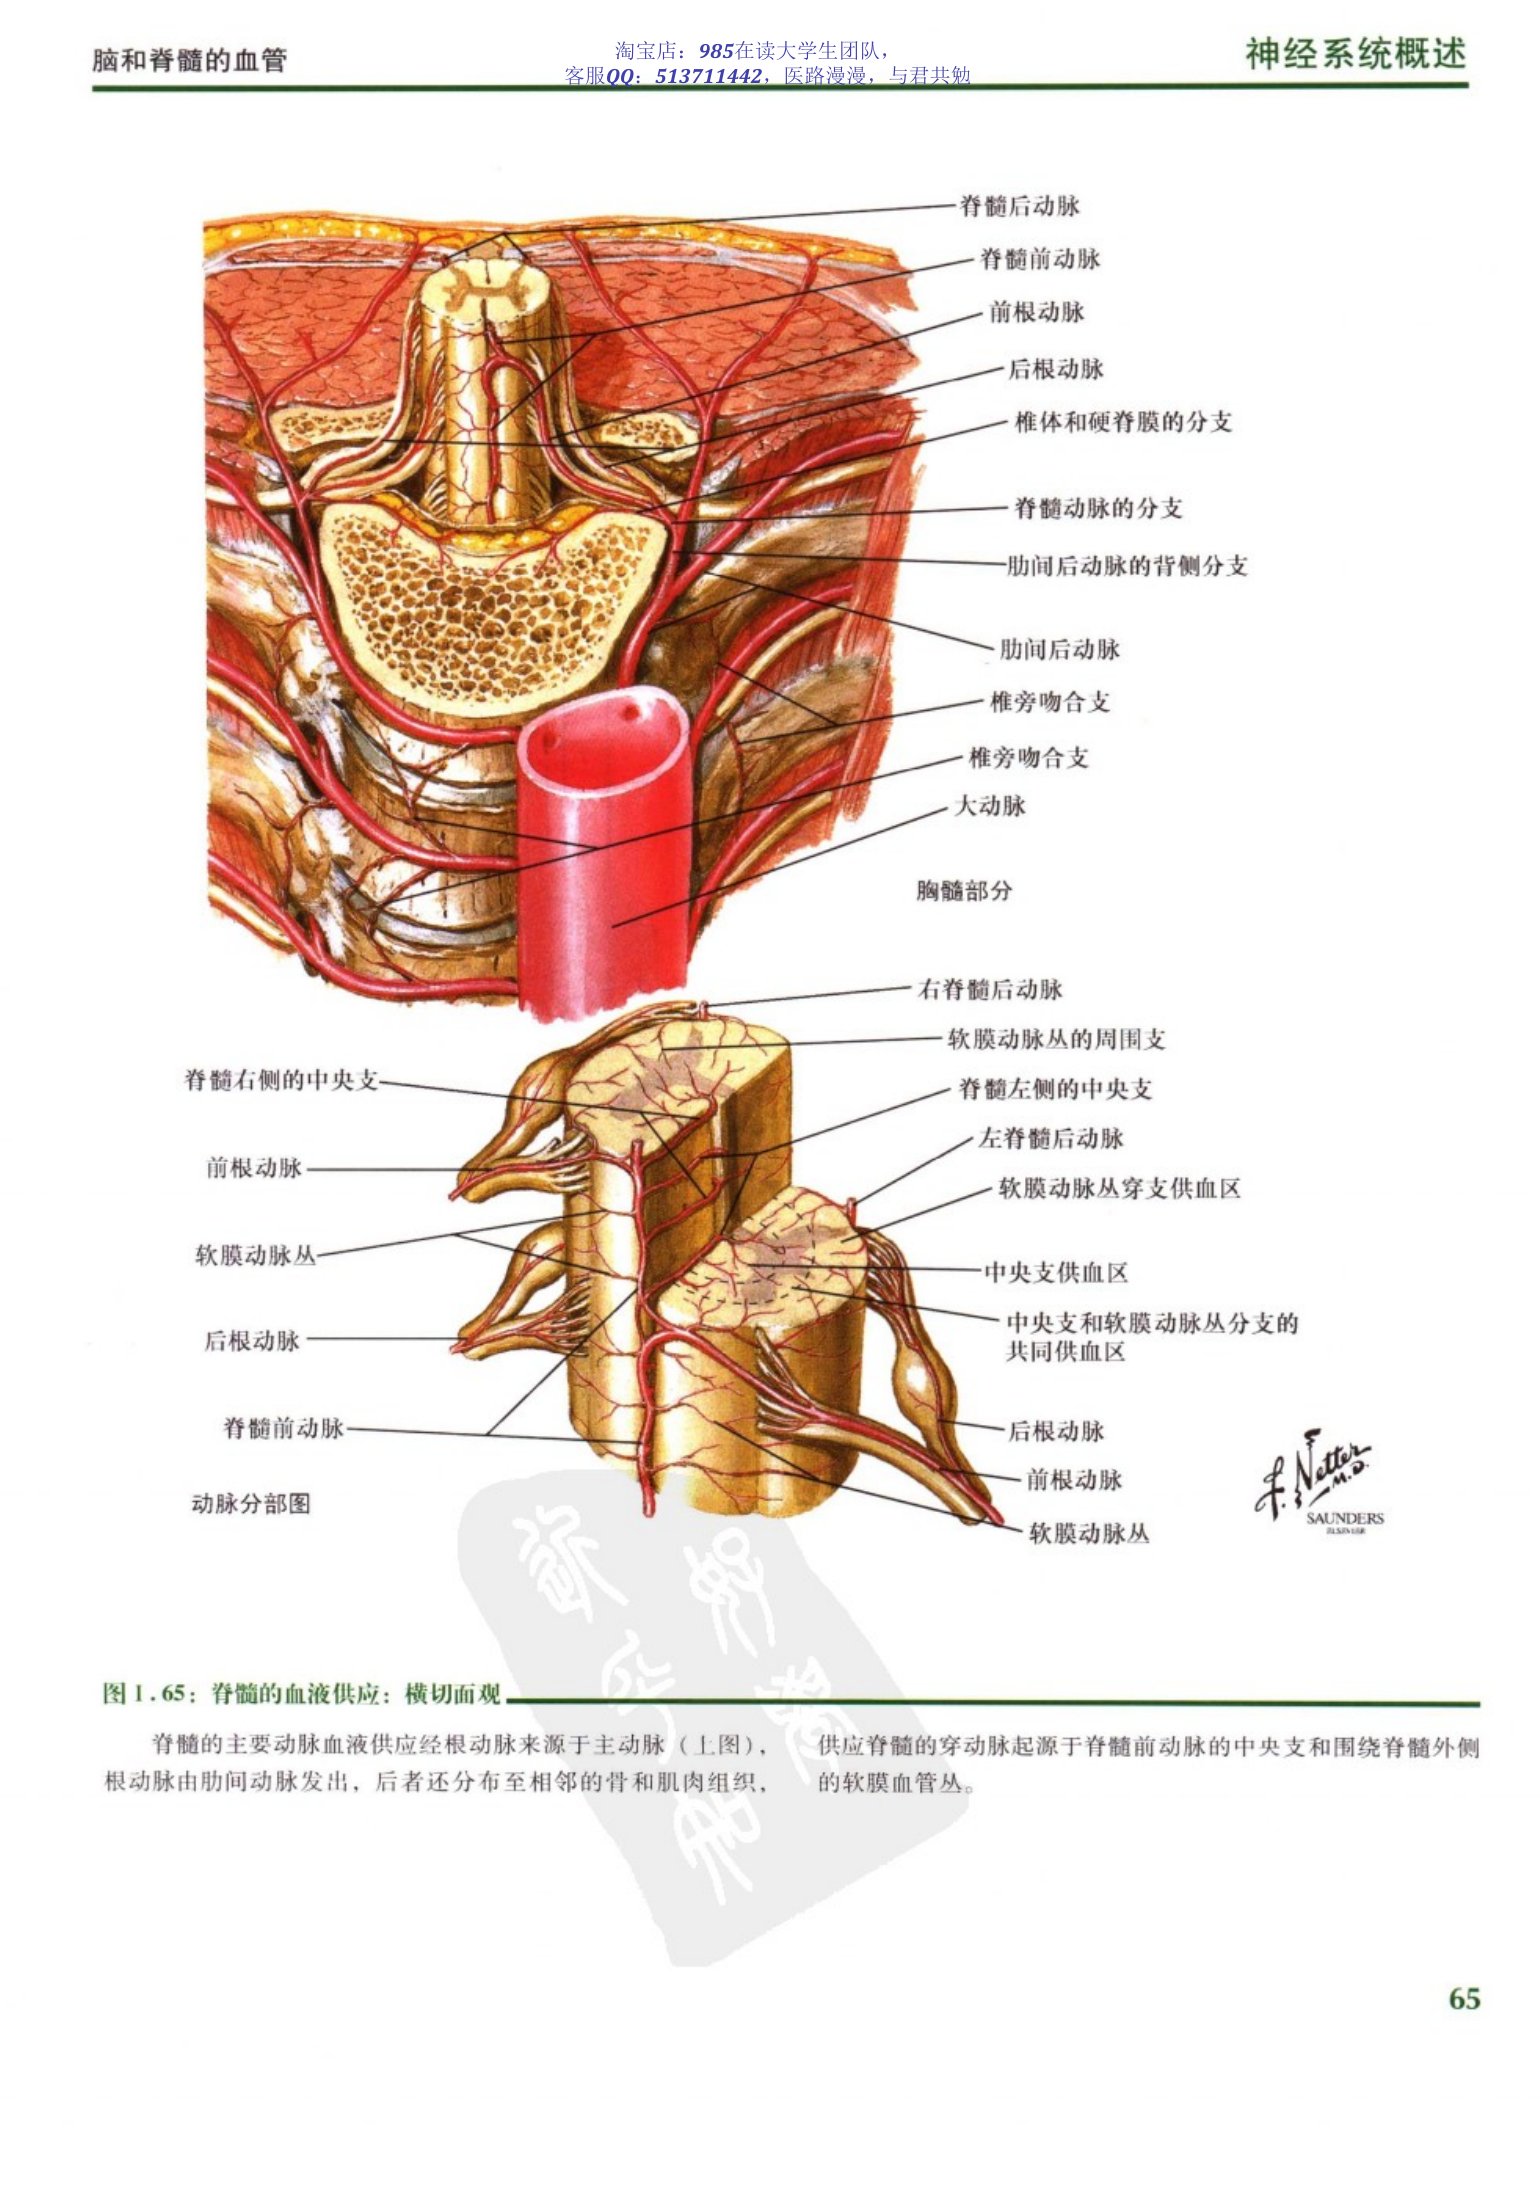 脑和脊髓的血管
淘宝店：985在读大学生团队，
客服QQ：513711442，医路漫漫，与君共勉
神经系统概述
脊髓后动脉
脊髓前动脉
前根动脉
后根动脉
椎体和硬脊膜的分支
脊髓动脉的分支
肋间后动脉的背侧分支
肋间后动脉
椎旁吻合支
椎旁吻合支
大动脉
胸髓部分
右脊髓后动脉
软膜动脉丛的周围支
脊髓右侧的中央支
脊髓左侧的中央支
左脊髓后动脉
前根动脉
软膜动脉丛穿支供血区
软膜动脉丛
中央支供血区
中央支和软膜动脉丛分支的
共同供血区
后根动脉
脊髓前动脉
后根动脉
前根动脉
动脉分部图
软膜动脉丛
F. Netter
M.D.
SAUNDERS
ELSEVIER
图 1.65：脊髓的血液供应：横切面观
脊髓的主要动脉血液供应经根动脉来源于主动脉（上图），
根动脉由肋间动脉发出，后者还分布至相邻的骨和肌肉组织，
供应脊髓的穿动脉起源于脊髓前动脉的中央支和围绕脊髓外侧
的软膜血管丛。
65